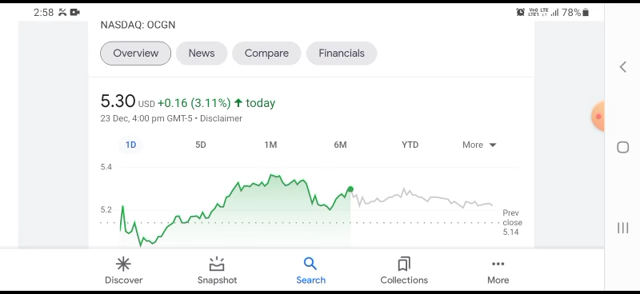 2:58 78%
NASDAQ: OCGN
Overview News Compare Financials
5.30 USD +0.16 (3.11%) ↑ today
23 Dec, 4:00 pm GMT-5 • Disclaimer
1D 5D 1M 6M YTD More
5.4
5.2
Prev
close
5.14
Discover Snapshot Search Collections More